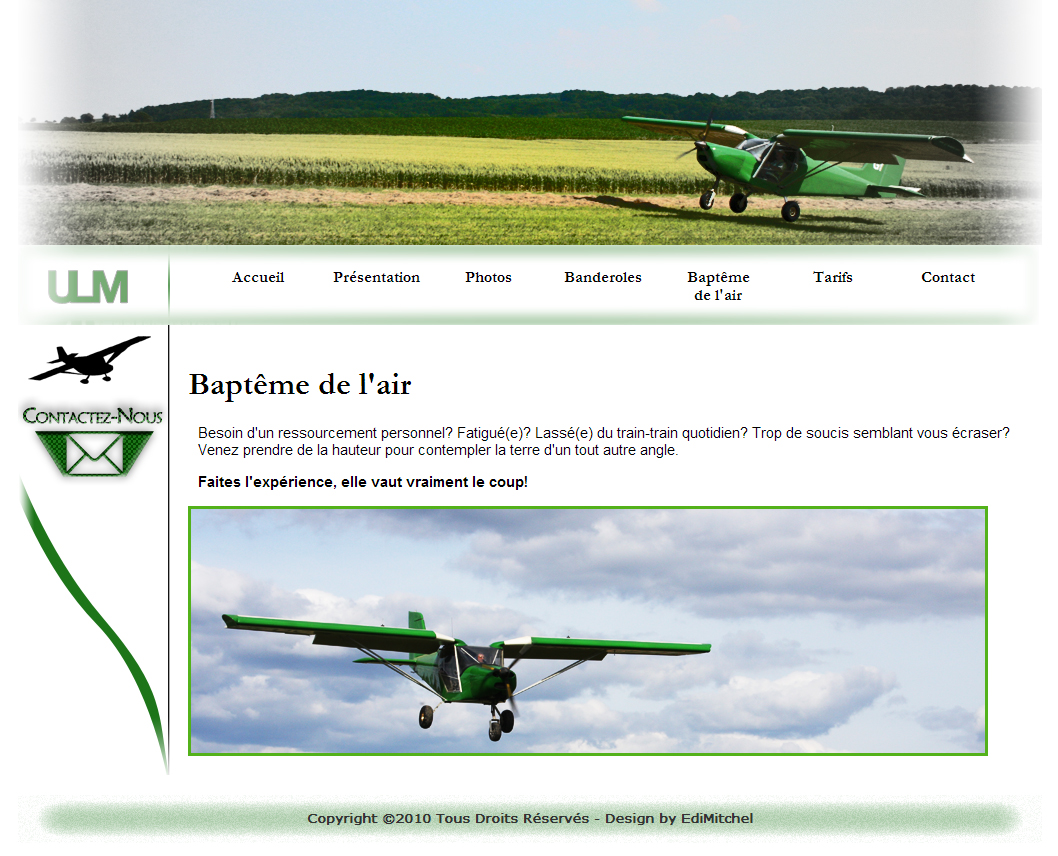 ULM
Accueil Présentation Photos Banderoles Baptême de l'air Tarifs Contact
Contactez-Nous
Baptême de l'air
Besoin d'un ressourcement personnel? Fatigué(e)? Lassé(e) du train-train quotidien? Trop de soucis semblant vous écraser?
Venez prendre de la hauteur pour contempler la terre d'un tout autre angle.
Faites l'expérience, elle vaut vraiment le coup!
Copyright ©2010 Tous Droits Réservés - Design by EdiMitchel